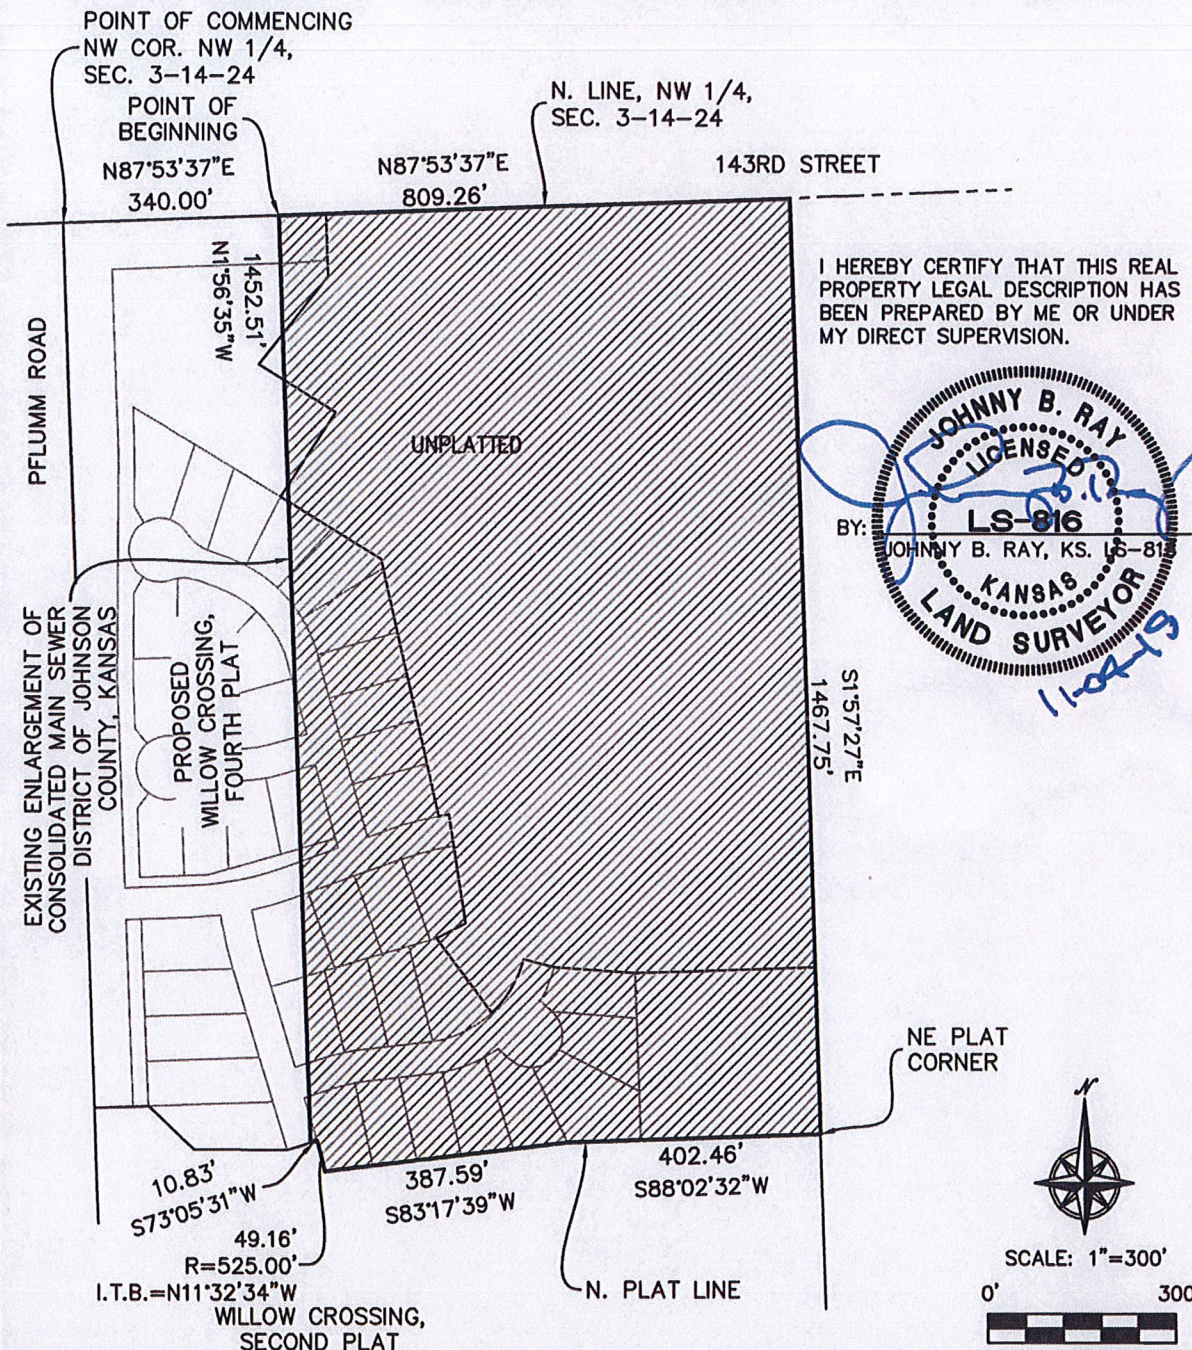 POINT OF COMMENCING
NW COR. NW 1/4,
SEC. 3-14-24
POINT OF
BEGINNING
N. LINE, NW 1/4,
SEC. 3-14-24
N87°53'37"E
340.00'
N87°53'37"E
809.26'
143RD STREET
1452.51'
N1°56'35"W
PFLUMM ROAD
UNPLATTED
I HEREBY CERTIFY THAT THIS REAL
PROPERTY LEGAL DESCRIPTION HAS
BEEN PREPARED BY ME OR UNDER
MY DIRECT SUPERVISION.
JOHNNY B. RAY
LICENSED
LS-816
KANSAS
LAND SURVEYOR
BY:
JOHNNY B. RAY, KS. LS-816
11-04-19
EXISTING ENLARGEMENT OF
CONSOLIDATED MAIN SEWER
DISTRICT OF JOHNSON
COUNTY, KANSAS
PROPOSED
WILLOW CROSSING,
FOURTH PLAT
S1°57'27"E
1467.75'
NE PLAT
CORNER
10.83'
S73°05'31"W
387.59'
S83°17'39"W
402.46'
S88°02'32"W
49.16'
R=525.00'
I.T.B.=N11°32'34"W
WILLOW CROSSING,
SECOND PLAT
N. PLAT LINE
N
SCALE: 1"=300'
0' 300